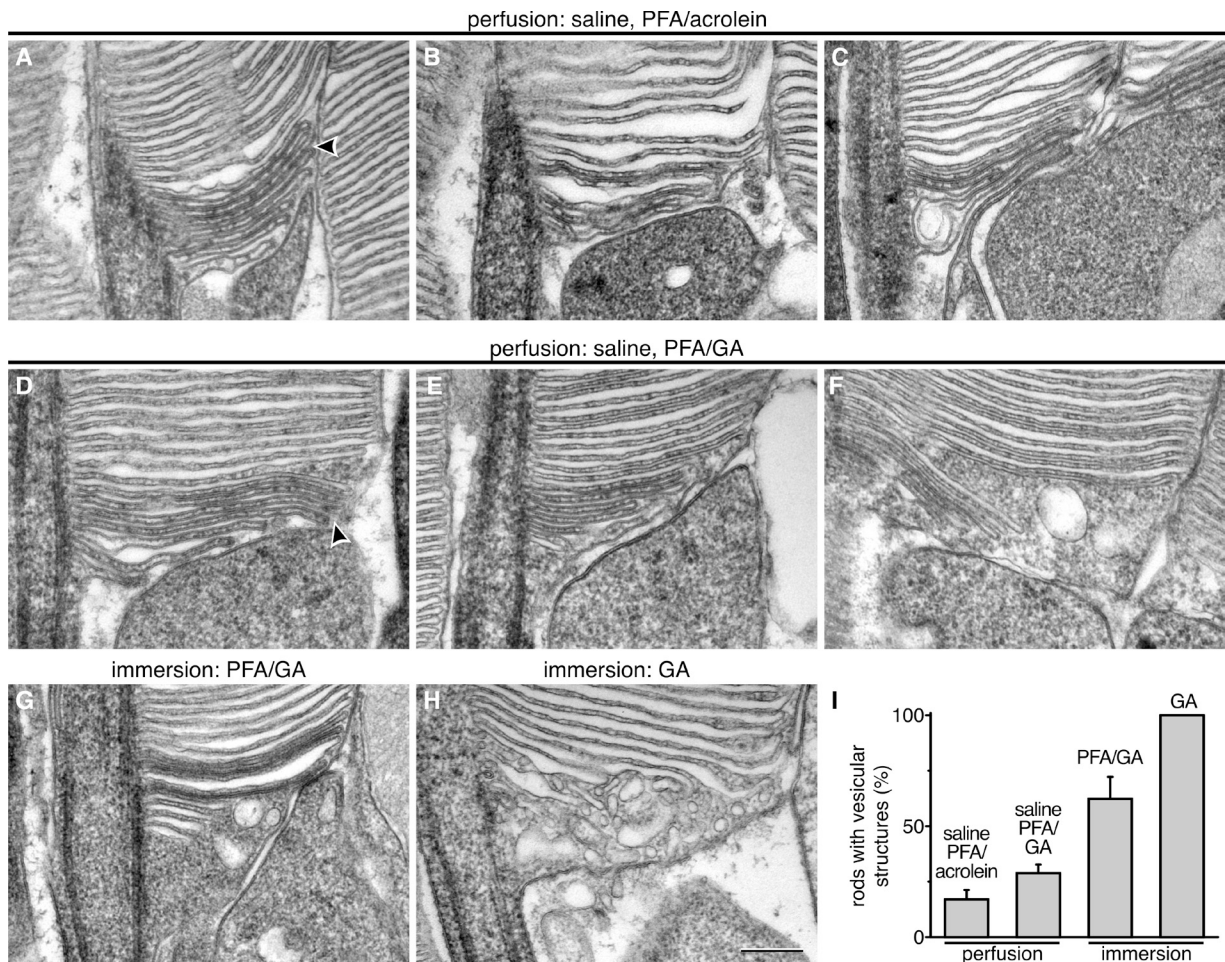 perfusion: saline, PFA/acrolein
A
B
C
perfusion: saline, PFA/GA
D
E
F
immersion: PFA/GA
immersion: GA
G
H
I
rods with vesicular
structures (%)
100
50
0
saline
PFA/
acrolein
saline
PFA/
GA
PFA/GA
GA
perfusion
immersion